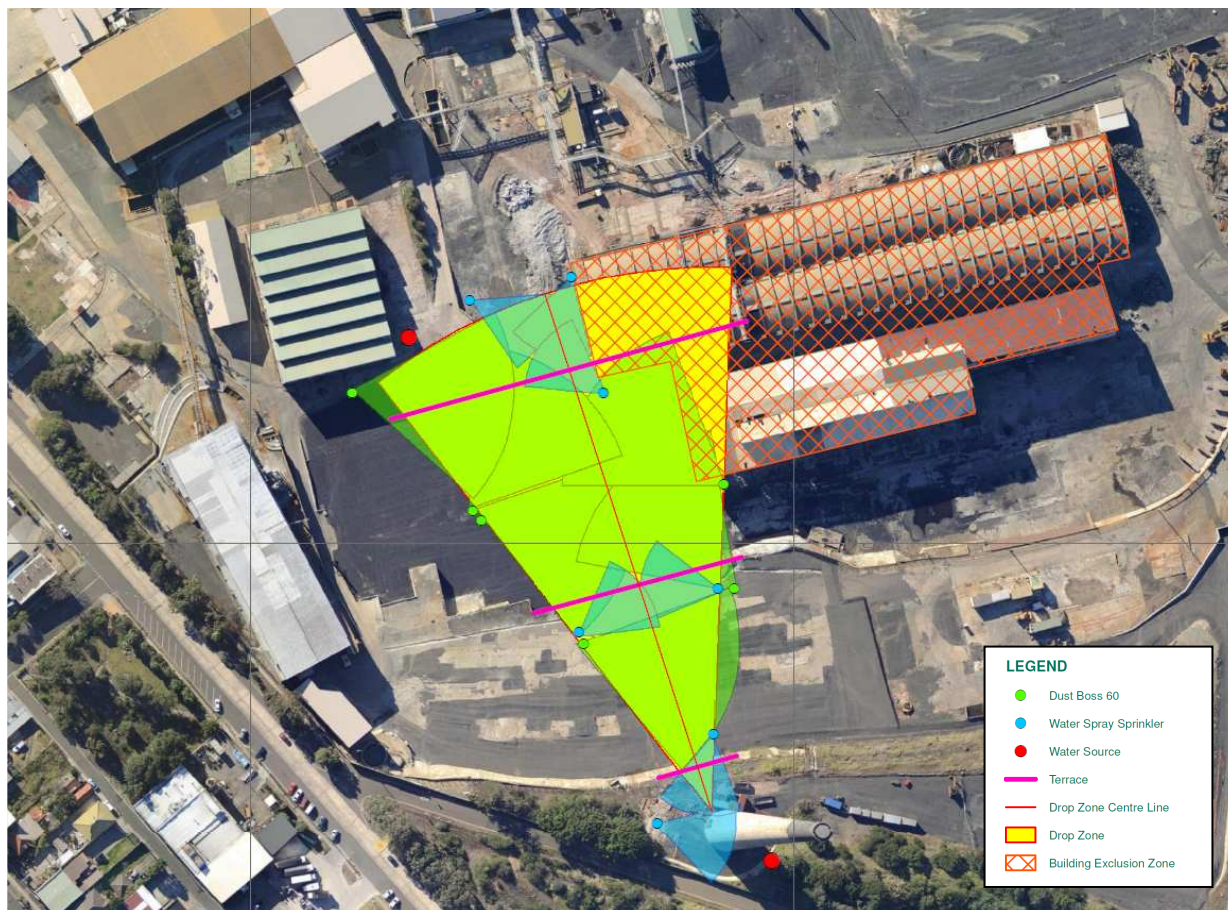 LEGEND
Dust Boss 60
Water Spray Sprinkler
Water Source
Terrace
Drop Zone Centre Line
Drop Zone
Building Exclusion Zone